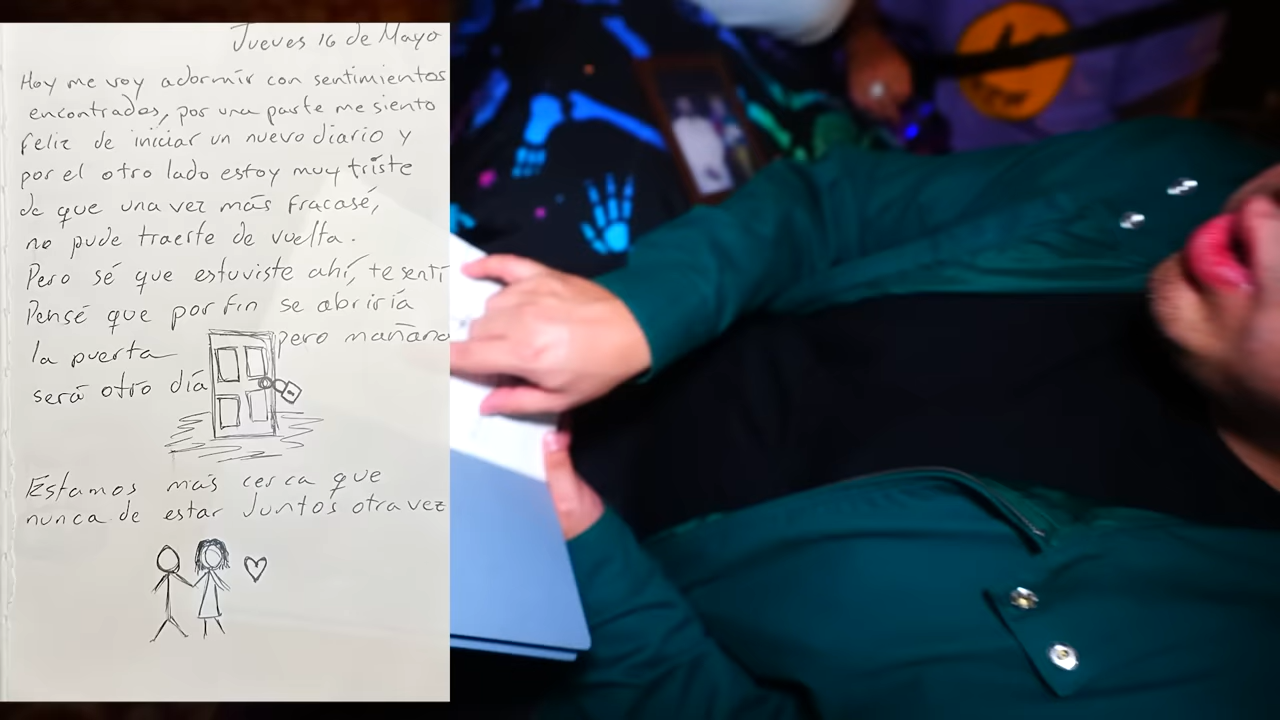 Jueves 16 de Mayo
Hoy me voy adormir con sentimientos
encontrados, por una parte me siento
feliz de iniciar un nuevo diario y
por el otro lado estoy muy triste
de que una vez más fracasé,
no pude traerte de vuelta.
Pero sé que estuviste ahí, te sentí
Pensé que por fin se abriría
la puerta pero mañana
será otro día
Estamos más cerca que
nunca de estar Juntos otra vez